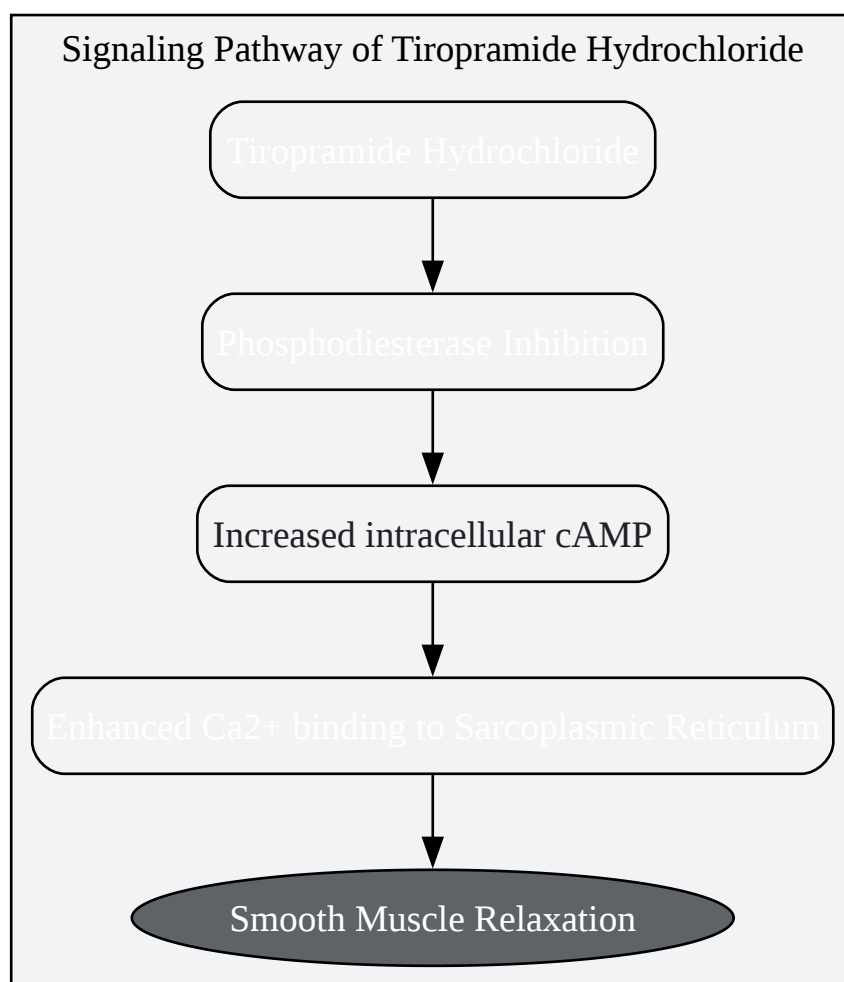 Signaling Pathway of Tiropramide Hydrochloride
Tiropramide Hydrochloride
Phosphodiesterase Inhibition
Increased intracellular cAMP
Enhanced Ca2+ binding to Sarcoplasmic Reticulum
Smooth Muscle Relaxation